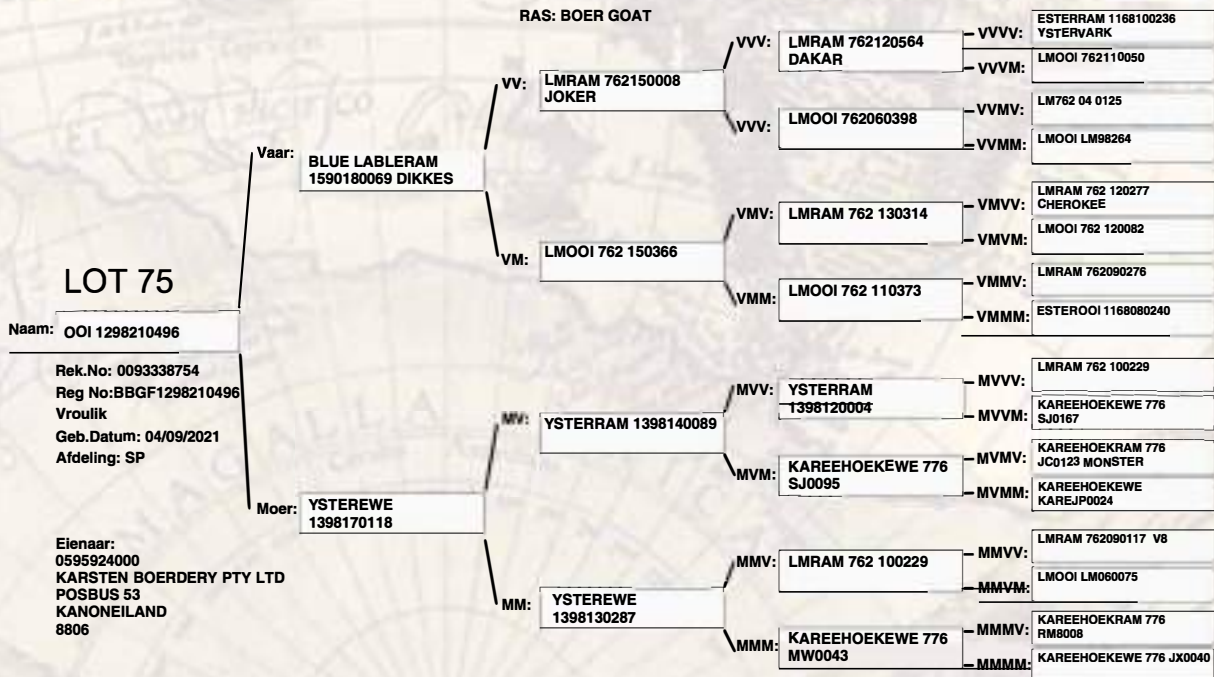 RAS: BOER GOAT
LOT 75
Naam: OOI 1298210496
Rek.No: 0093338754
Reg No:BBGF1298210496
Vroulik
Geb.Datum: 04/09/2021
Afdeling: SP
Eienaar:
0595924000
KARSTEN BOERDERY PTY LTD
POSBUS 53
KANONEILAND
8806
Vaar: BLUE LABLERAM
1590180069 DIKKES
Moer: YSTEREWE
1398170118
VV: LMRAM 762150008
JOKER
VM: LMOOI 762 150366
MV: YSTERRAM 1398140089
MM: YSTEREWE
1398130287
VVV: LMRAM 762120564
DAKAR
VVV: LMOOI 762060398
VMV: LMRAM 762 130314
VMM: LMOOI 762 110373
MVV: YSTERRAM
1398120004
MVM: KAREEHOEKEWE 776
SJ0095
MMV: LMRAM 762 100229
MMM: KAREEHOEKEWE 776
MW0043
VVVV: ESTERRAM 1168100236
YSTERVARK
VVVM: LMOOI 762110050
VVMV: LM762 04 0125
VVMM: LMOOI LM98264
VMVV: LMRAM 762 120277
CHEROKEE
VMVM: LMOOI 762 120082
VMMV: LMRAM 762090276
VMMM: ESTEROOI 1168080240
MVVV: LMRAM 762 100229
MVVM: KAREEHOEKEWE 776
SJ0167
MVMV: KAREEHOEKRAM 776
JC0123 MONSTER
MVMM: KAREEHOEKEWE
KAREJP0024
MMVV: LMRAM 762090117 V8
MMVM: LMOOI LM060075
MMMV: KAREEHOEKRAM 776
RM8008
MMMM: KAREEHOEKEWE 776 JX0040